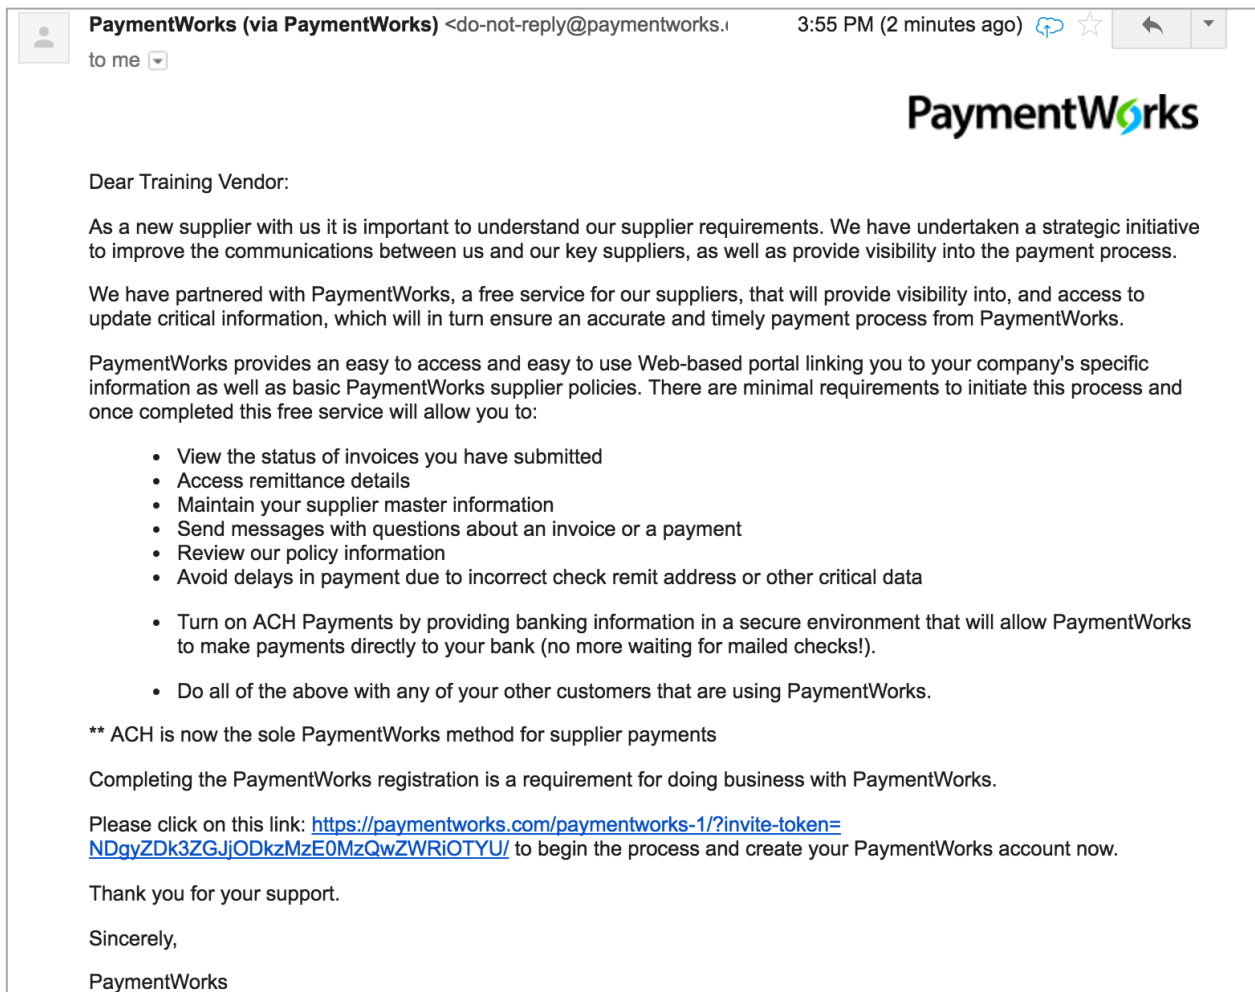 PaymentWorks (via PaymentWorks) <do-not-reply@paymentworks.
3:55 PM (2 minutes ago)
to me
PaymentWorks
Dear Training Vendor:
As a new supplier with us it is important to understand our supplier requirements. We have undertaken a strategic initiative
to improve the communications between us and our key suppliers, as well as provide visibility into the payment process.
We have partnered with PaymentWorks, a free service for our suppliers, that will provide visibility into, and access to
update critical information, which will in turn ensure an accurate and timely payment process from PaymentWorks.
PaymentWorks provides an easy to access and easy to use Web-based portal linking you to your company's specific
information as well as basic PaymentWorks supplier policies. There are minimal requirements to initiate this process and
once completed this free service will allow you to:
• View the status of invoices you have submitted
• Access remittance details
• Maintain your supplier master information
• Send messages with questions about an invoice or a payment
• Review our policy information
• Avoid delays in payment due to incorrect check remit address or other critical data
• Turn on ACH Payments by providing banking information in a secure environment that will allow PaymentWorks
to make payments directly to your bank (no more waiting for mailed checks!).
• Do all of the above with any of your other customers that are using PaymentWorks.
** ACH is now the sole PaymentWorks method for supplier payments
Completing the PaymentWorks registration is a requirement for doing business with PaymentWorks.
Please click on this link: https://paymentworks.com/paymentworks-1/?invite-token=
NDgyZDk3ZGJjODkzMzE0MzQwZWRiOTYU/ to begin the process and create your PaymentWorks account now.
Thank you for your support.
Sincerely,
PaymentWorks